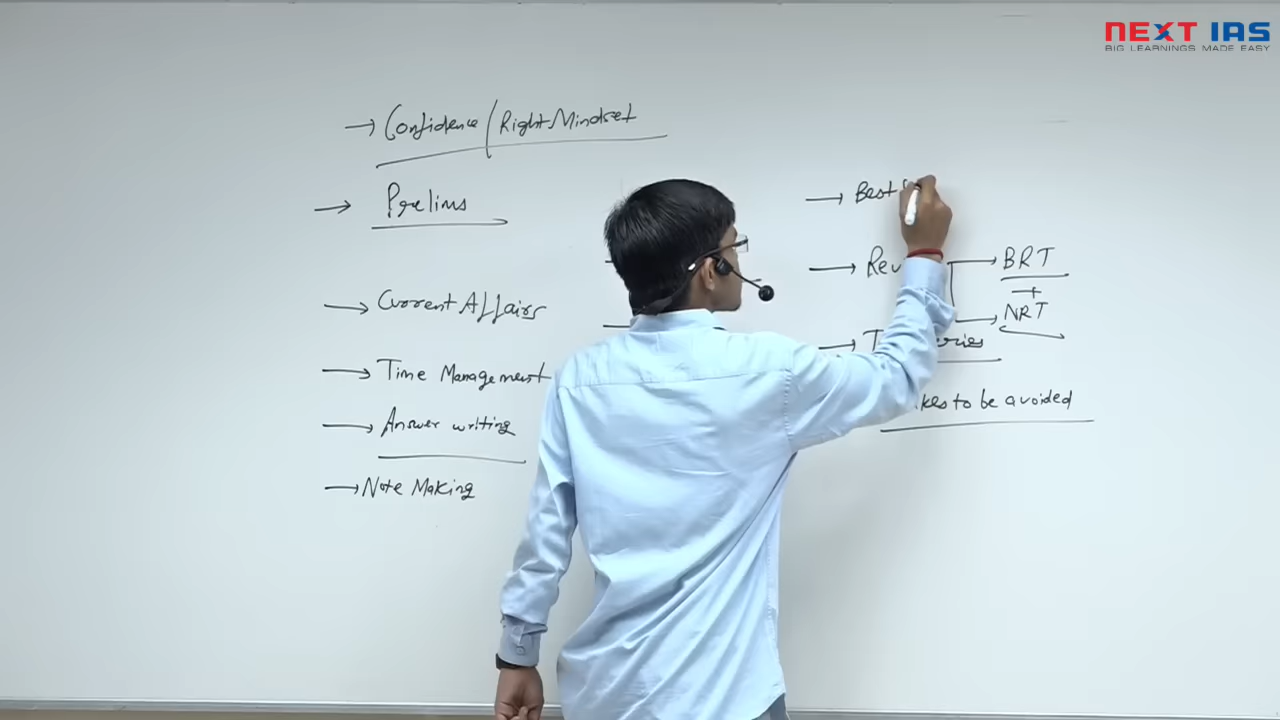 NEXT IAS
BIG LEARNINGS MADE EASY
→ Confidence/Right Mindset
→ Prelims
→ Current Affairs
→ Time Management
→ Answer writing
→ Note Making
→ Best
→ BRT
+
→ NRT
to be avoided